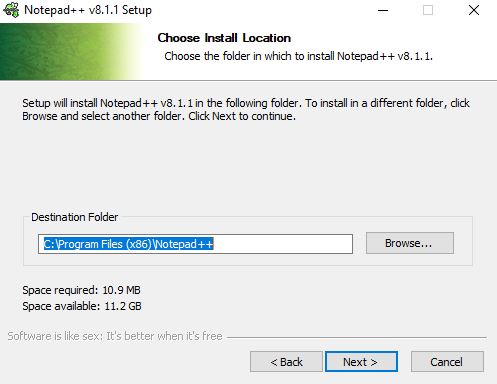 Notepad++ v8.1.1 Setup
Choose Install Location
Choose the folder in which to install Notepad++ v8.1.1.
Setup will install Notepad++ v8.1.1 in the following folder. To install in a different folder, click
Browse and select another folder. Click Next to continue.
Destination Folder
C:\Program Files (x86)\Notepad++
Browse...
Space required: 10.9 MB
Space available: 11.2 GB
Software is like sex: It's better when it's free
< Back
Next >
Cancel